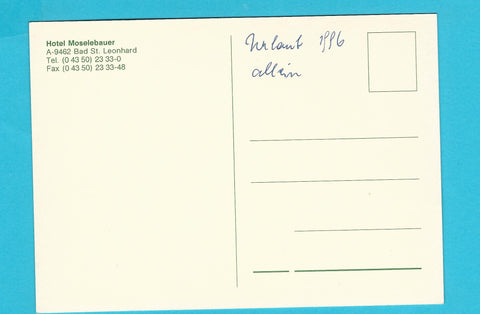 Hotel Moselebauer
A-9462 Bad St. Leonhard
Tel. (0 43 50) 23 33-0
Fax (0 43 50) 23 33-48
Urlaub 1996
allein